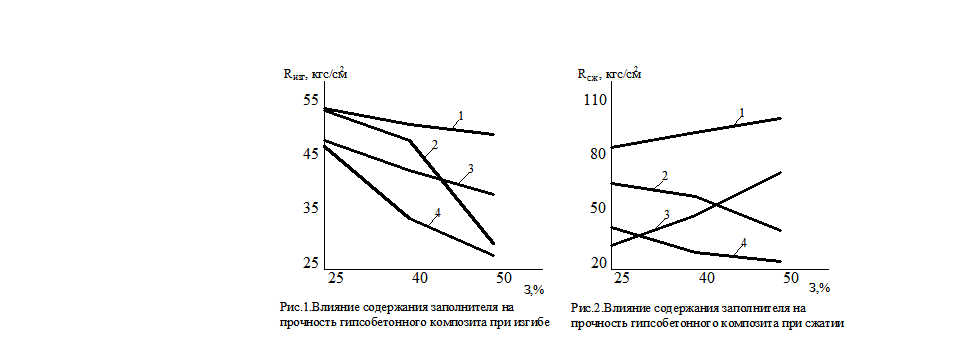 Rизг, кгс/см²
55
45
35
25
1
2
3
4
25 40 50
З,%
Рис.1.Влияние содержания заполнителя на
прочность гипсобетонного композита при изгибе
Rсж, кгс/см²
110
80
50
20
1
2
3
4
25 40 50
З,%
Рис.2.Влияние содержания заполнителя на
прочность гипсобетонного композита при сжатии